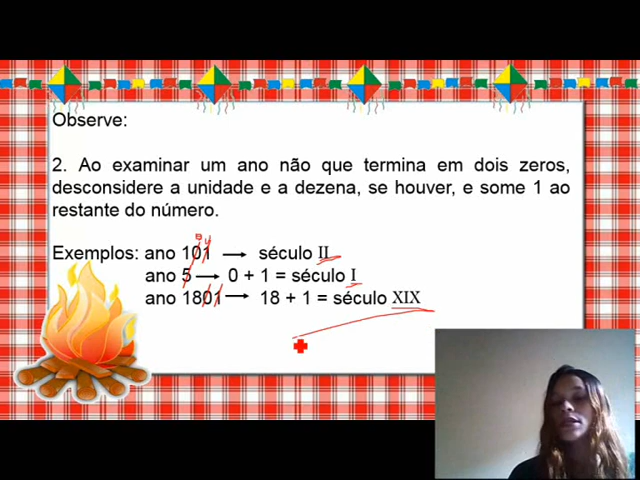 Observe:
2. Ao examinar um ano não que termina em dois zeros,
desconsidere a unidade e a dezena, se houver, e some 1 ao
restante do número.
Exemplos: ano 101 → século II
ano 5 → 0 + 1 = século I
ano 1801 → 18 + 1 = século XIX